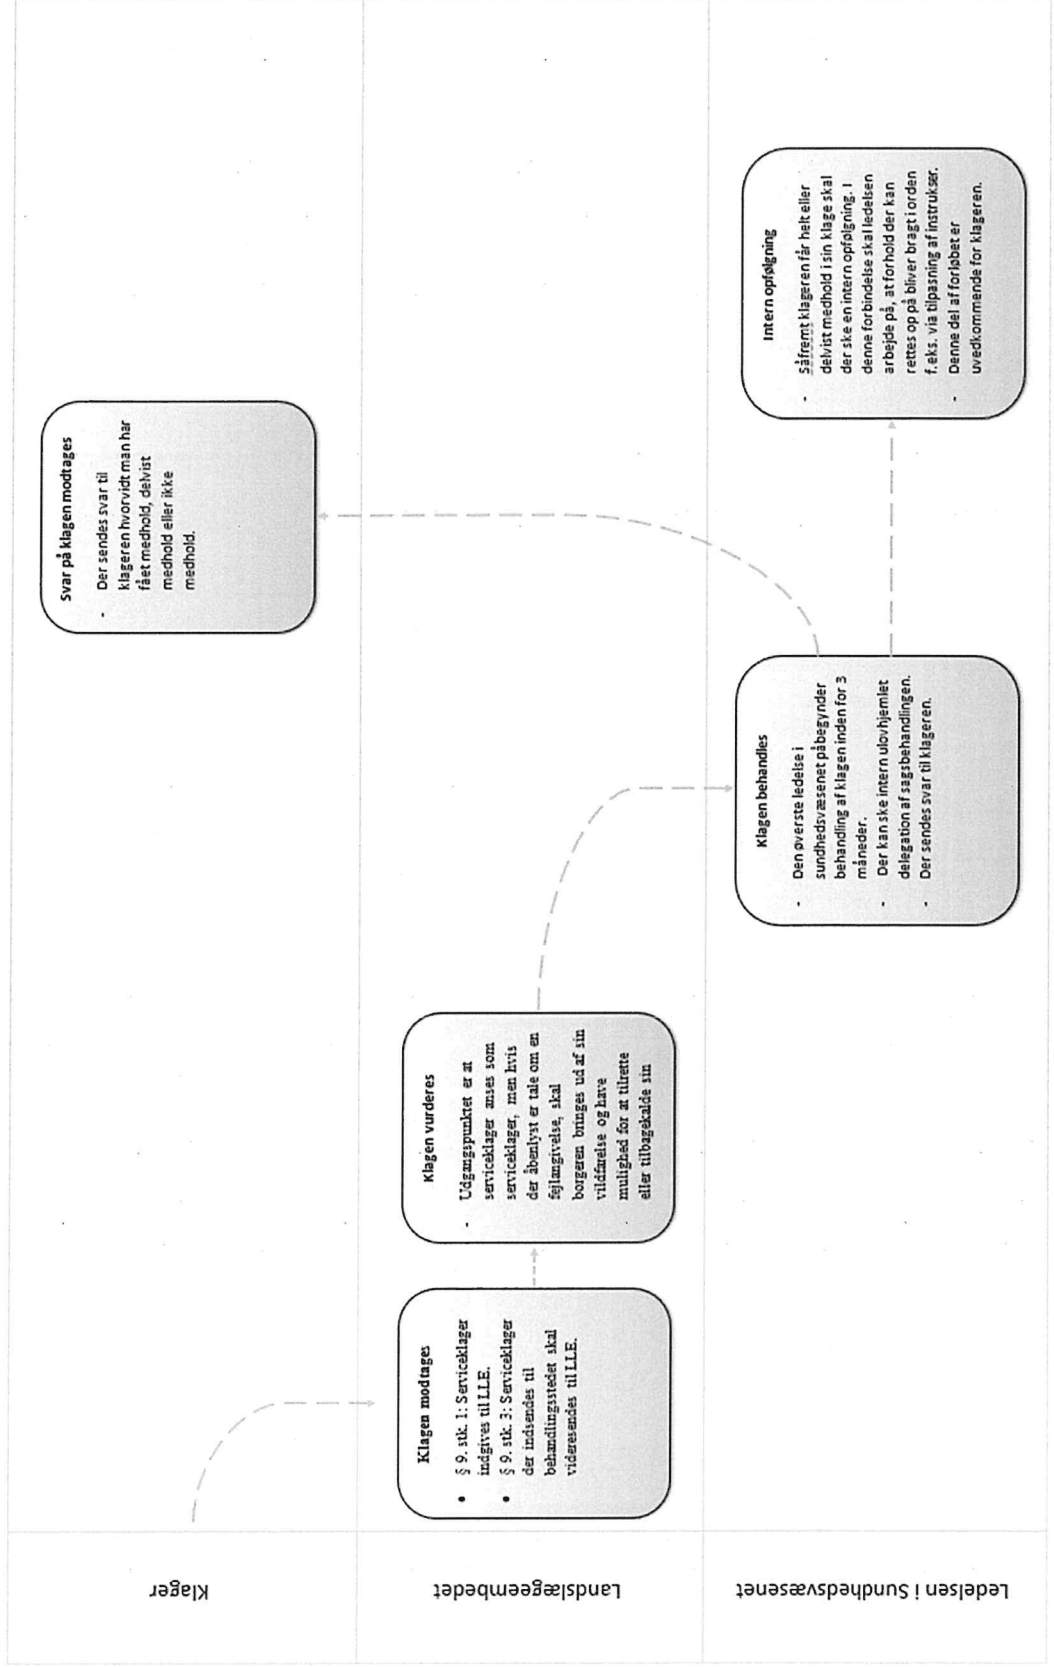 Klager
Svar på klagen modtages
- Der sendes svar til
klageren hvorvidt man har
fået medhold, delvist
medhold eller ikke
medhold.
Landslægeembedet
Klagen modtages
• § 9. stk. 1: Serviceklager
indgives til LLE.
• § 9. stk. 3: Serviceklager
der indsendes til
behandlingsstedet skal
videresendes til LLE.
Klagen vurderes
- Udgangspunktet er at
serviceklager anses som
serviceklager, men hvis
der åbenlyst er tale om en
fejlangivelse, skal
borgeren bringes ud af sin
vildfarelse og have
mulighed for at tilrette
eller tilbagekalde sin
Ledelsen i Sundhedsvæsenet
Klagen behandles
- Den øverste ledelse i
sundhedsvæsenet påbegynder
behandling af klagen inden for 3
måneder.
- Der kan ske intern ulovhjemlet
delegation af sagsbehandlingen.
- Der sendes svar til klageren.
Intern opfølgning
- Såfremt klageren får helt eller
delvist medhold i sin klage skal
der ske en intern opfølgning. I
denne forbindelse skal ledelsen
arbejde på, at forhold der kan
rettes op på bliver bragt i orden
f.eks. via tilpasning af instrukser.
- Denne del af forløbet er
uvedkommende for klageren.